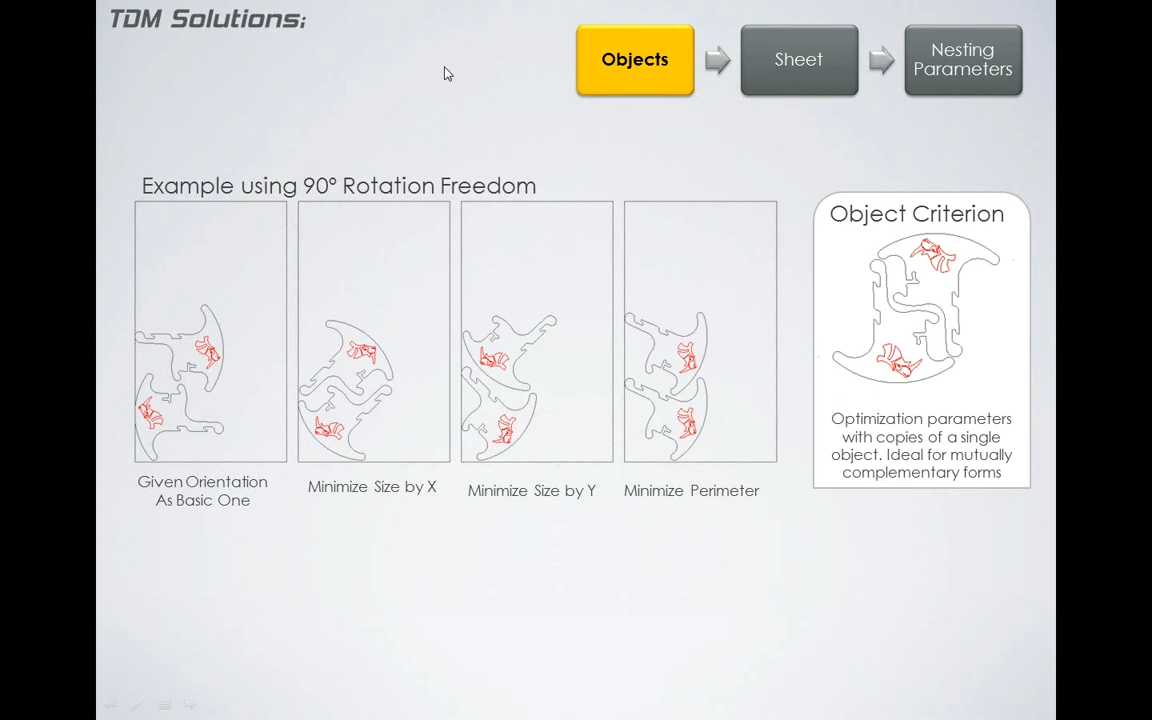 TDM Solutions;
Objects
Sheet
Nesting
Parameters
Example using 90º Rotation Freedom
Given Orientation
As Basic One
Minimize Size by X
Minimize Size by Y
Minimize Perimeter
Object Criterion
Optimization parameters
with copies of a single
object. Ideal for mutually
complementary forms